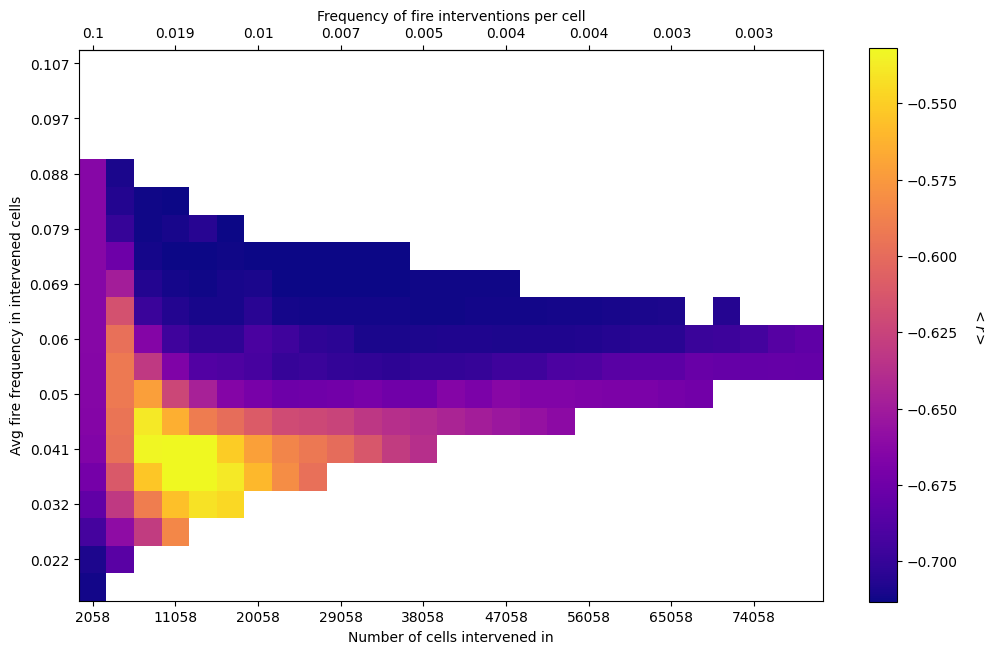 Frequency of fire interventions per cell
0.1 0.019 0.01 0.007 0.005 0.004 0.004 0.003 0.003
Avg fire frequency in intervened cells
0.107
0.097
0.088
0.079
0.069
0.06
0.05
0.041
0.032
0.022
2058 11058 20058 29058 38058 47058 56058 65058 74058
Number of cells intervened in
−0.550
−0.575
−0.600
−0.625
−0.650
−0.675
−0.700
<r>